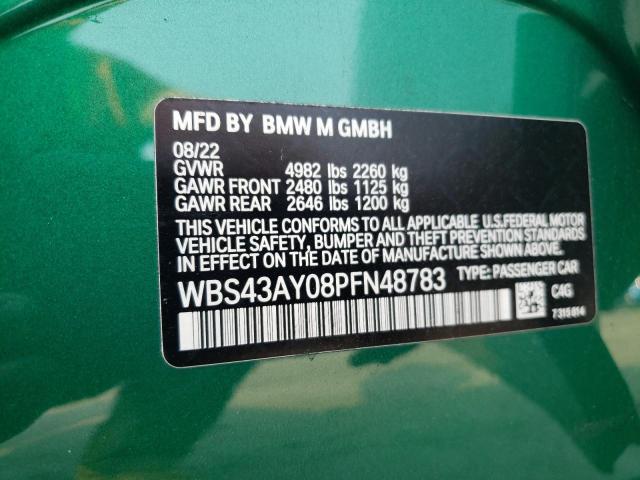 MFD BY BMW M GMBH
08/22
GVWR 4982 lbs 2260 kg
GAWR FRONT 2480 lbs 1125 kg
GAWR REAR 2646 lbs 1200 kg
THIS VEHICLE CONFORMS TO ALL APPLICABLE U.S.FEDERAL MOTOR
VEHICLE SAFETY, BUMPER AND THEFT PREVENTION STANDARDS
IN EFFECT ON THE DATE OF MANUFACTURE SHOWN ABOVE.
WBS43AY08PFN48783 TYPE: PASSENGER CAR
C4G
7315814